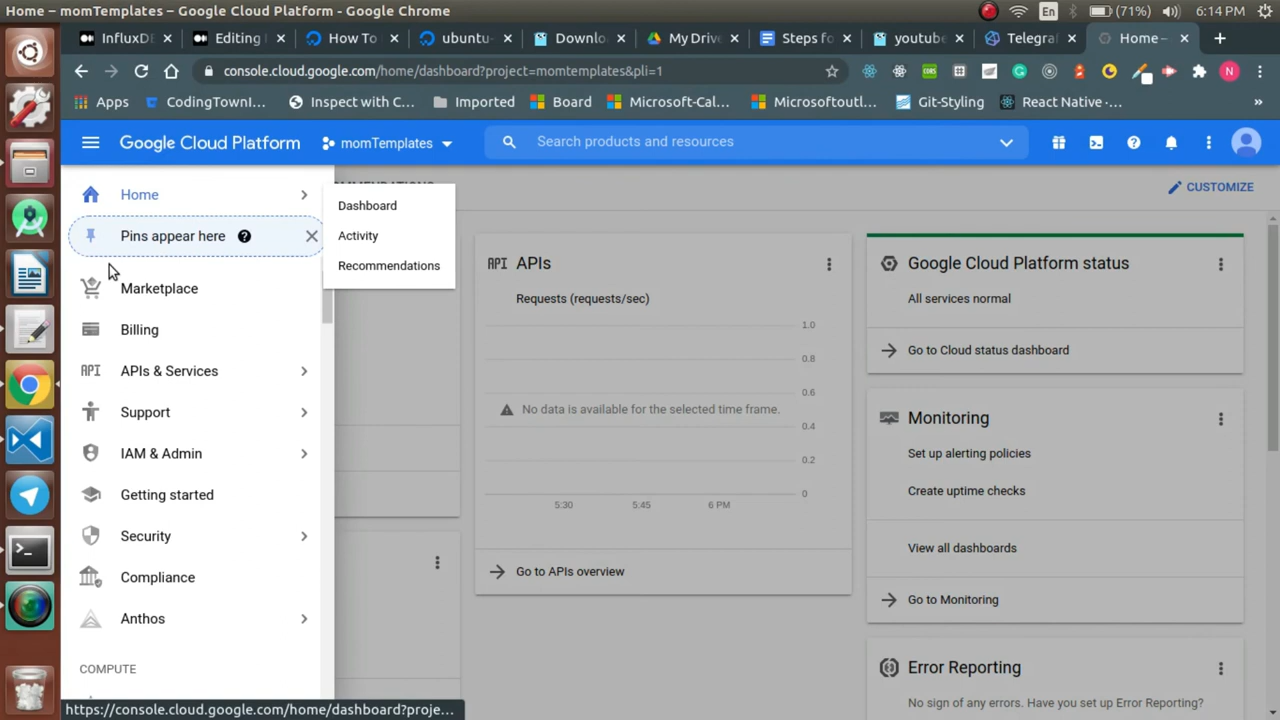 Home – momTemplates – Google Cloud Platform - Google Chrome
En (71%) 6:14 PM
InfluxDB Editing How To ubuntu- Downlo My Drive Steps fo youtube Telegraf Home –
console.cloud.google.com/home/dashboard?project=momtemplates&pli=1
CORS N
Apps CodingTownI... Inspect with C... Imported Board Microsoft-Cal... Microsoftoutl... Git-Styling React Native -... »
Google Cloud Platform momTemplates Search products and resources
Home
Pins appear here
Marketplace
Billing
API APIs & Services
Support
IAM & Admin
Getting started
Security
Compliance
Anthos
COMPUTE
Dashboard
Activity
Recommendations
CUSTOMIZE
API APIs
Requests (requests/sec)
1.0
0.8
0.6
No data is available for the selected time frame.
0.4
0.2
0
5:30 5:45 6 PM
Go to APIs overview
Google Cloud Platform status
All services normal
Go to Cloud status dashboard
Monitoring
Set up alerting policies
Create uptime checks
View all dashboards
Go to Monitoring
Error Reporting
No sign of any errors. Have you set up Error Reporting?
https://console.cloud.google.com/home/dashboard?proje...